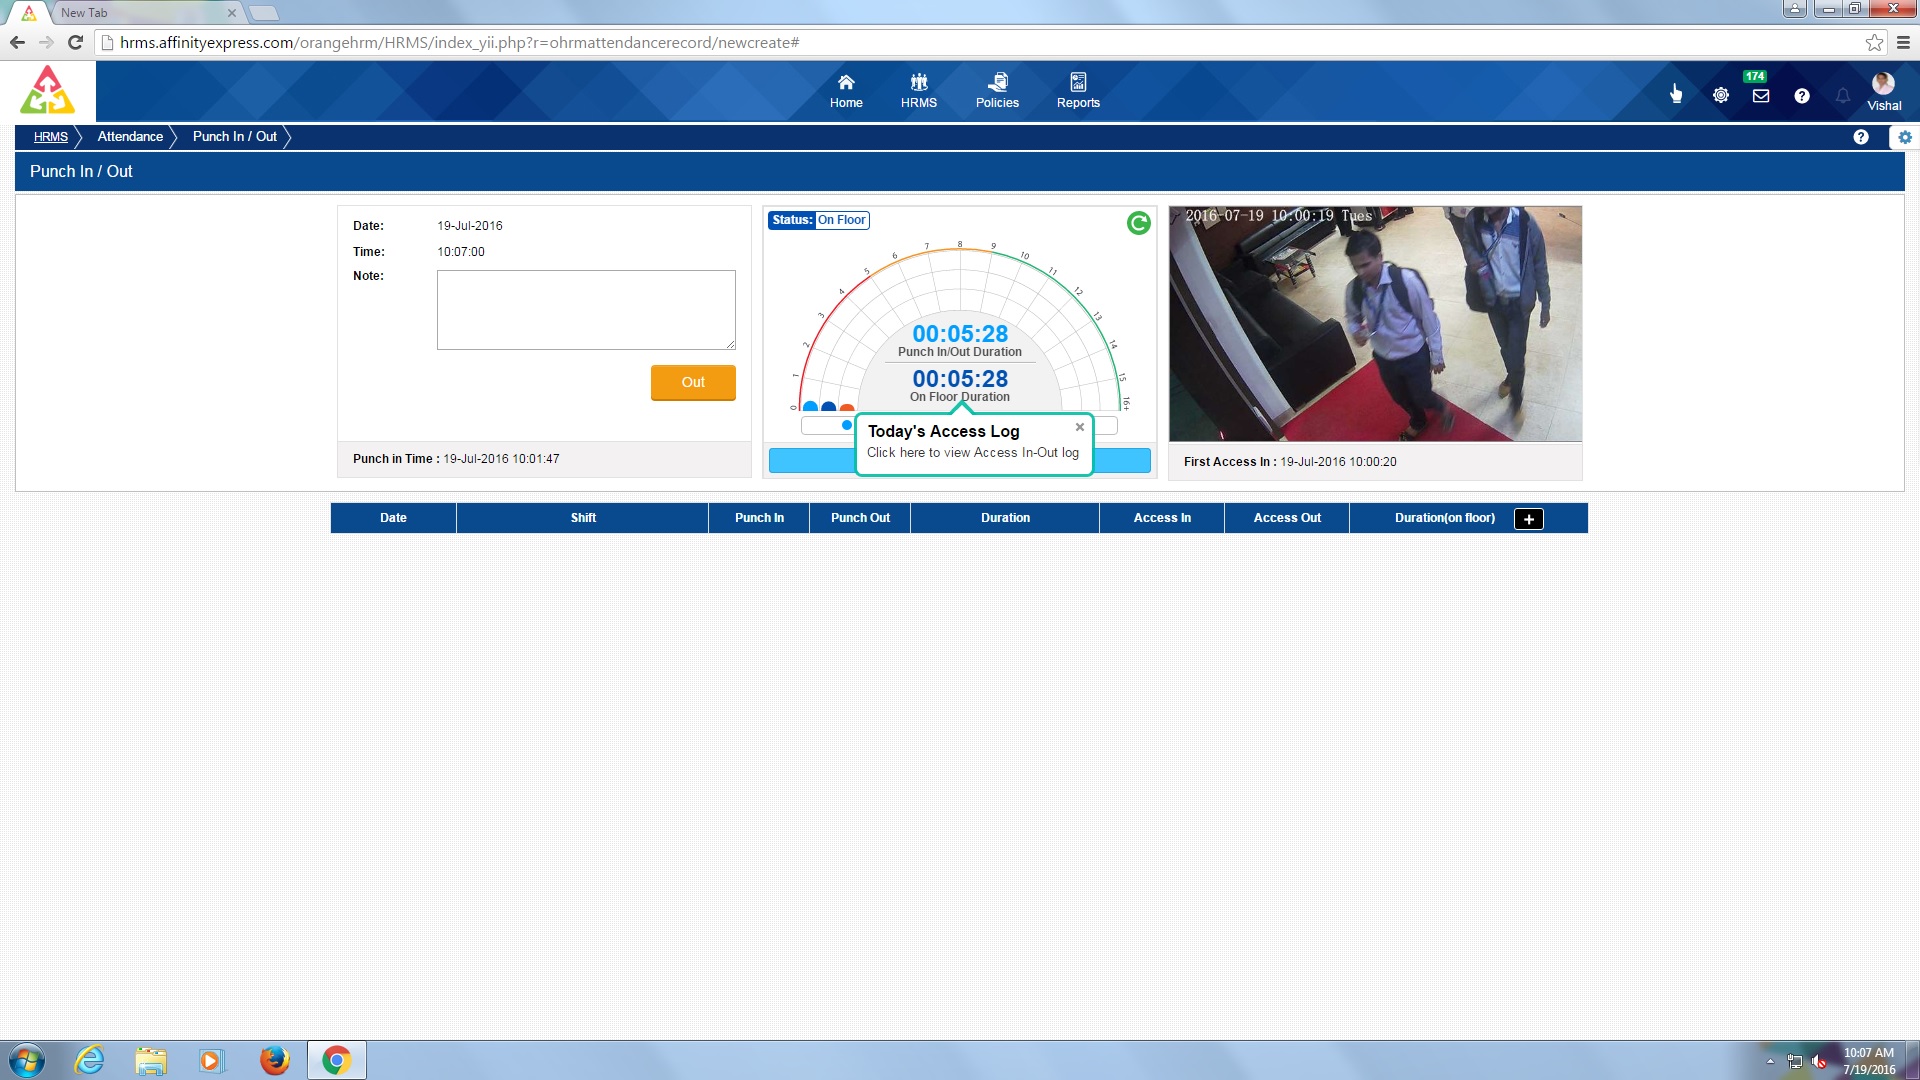 New Tab
hrms.affinityexpress.com/orangehrm/HRMS/index_yii.php?r=ohrmattendancerecord/newcreate#
Home
HRMS
Policies
Reports
174
Vishal
HRMS
Attendance
Punch In / Out
Punch In / Out
Date:
19-Jul-2016
Time:
10:07:00
Note:
Out
Punch in Time : 19-Jul-2016 10:01:47
Status: On Floor
0
1
2
3
4
5
6
7
8
9
10
11
12
13
14
15
16+
00:05:28
Punch In/Out Duration
00:05:28
On Floor Duration
Today's Access Log
Click here to view Access In-Out log
2016-07-19 10:00:19 Tues
First Access In : 19-Jul-2016 10:00:20
Date
Shift
Punch In
Punch Out
Duration
Access In
Access Out
Duration(on floor)
10:07 AM
7/19/2016